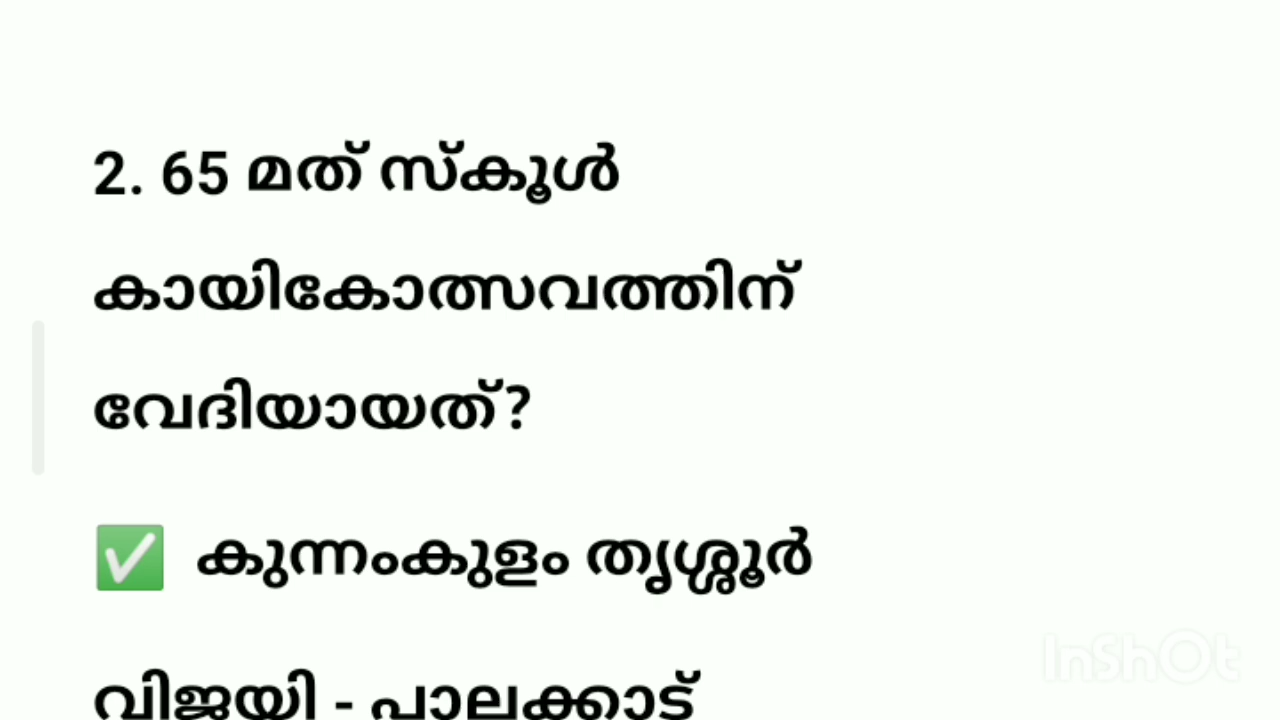 2. 65 മത് സ്കൂൾ
കായികോത്സവത്തിന്
വേദിയായത്?
✅ കുന്നംകുളം തൃശ്ശൂർ
വിജയി - പാലക്കാട്
InShOt